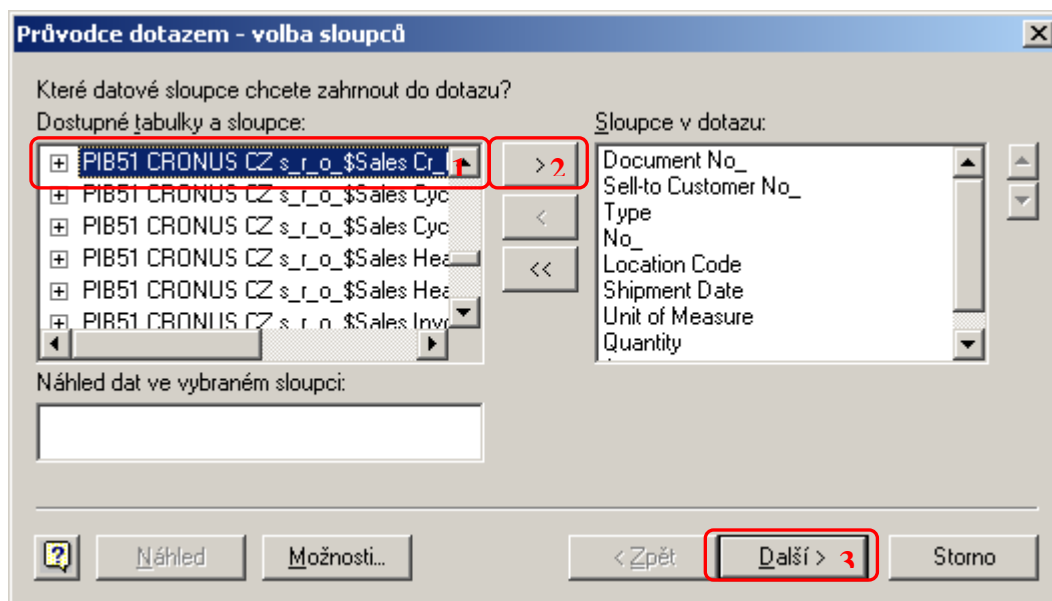 Průvodce dotazem - volba sloupců
Které datové sloupce chcete zahrnout do dotazu?
Dostupné tabulky a sloupce:
PIB51 CRONUS CZ s_r_o_$Sales Cr_
1
PIB51 CRONUS CZ s_r_o_$Sales Cyc
PIB51 CRONUS CZ s_r_o_$Sales Cyc
PIB51 CRONUS CZ s_r_o_$Sales Hea
PIB51 CRONUS CZ s_r_o_$Sales Hea
PIB51 CRONUS CZ s_r_o_$Sales Invo
> 2
<
<<
Sloupce v dotazu:
Document No_
Sell-to Customer No_
Type
No_
Location Code
Shipment Date
Unit of Measure
Quantity
Náhled dat ve vybraném sloupci:
Náhled
Možnosti...
< Zpět
Další > 3
Storno